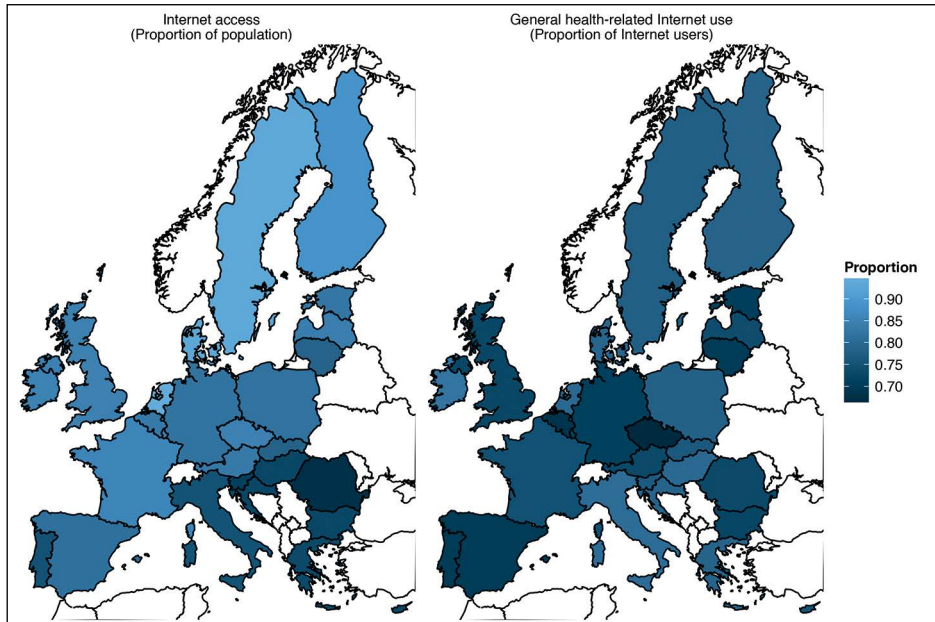 Internet access
(Proportion of population)
General health-related Internet use
(Proportion of Internet users)
Proportion
0.90
0.85
0.80
0.75
0.70